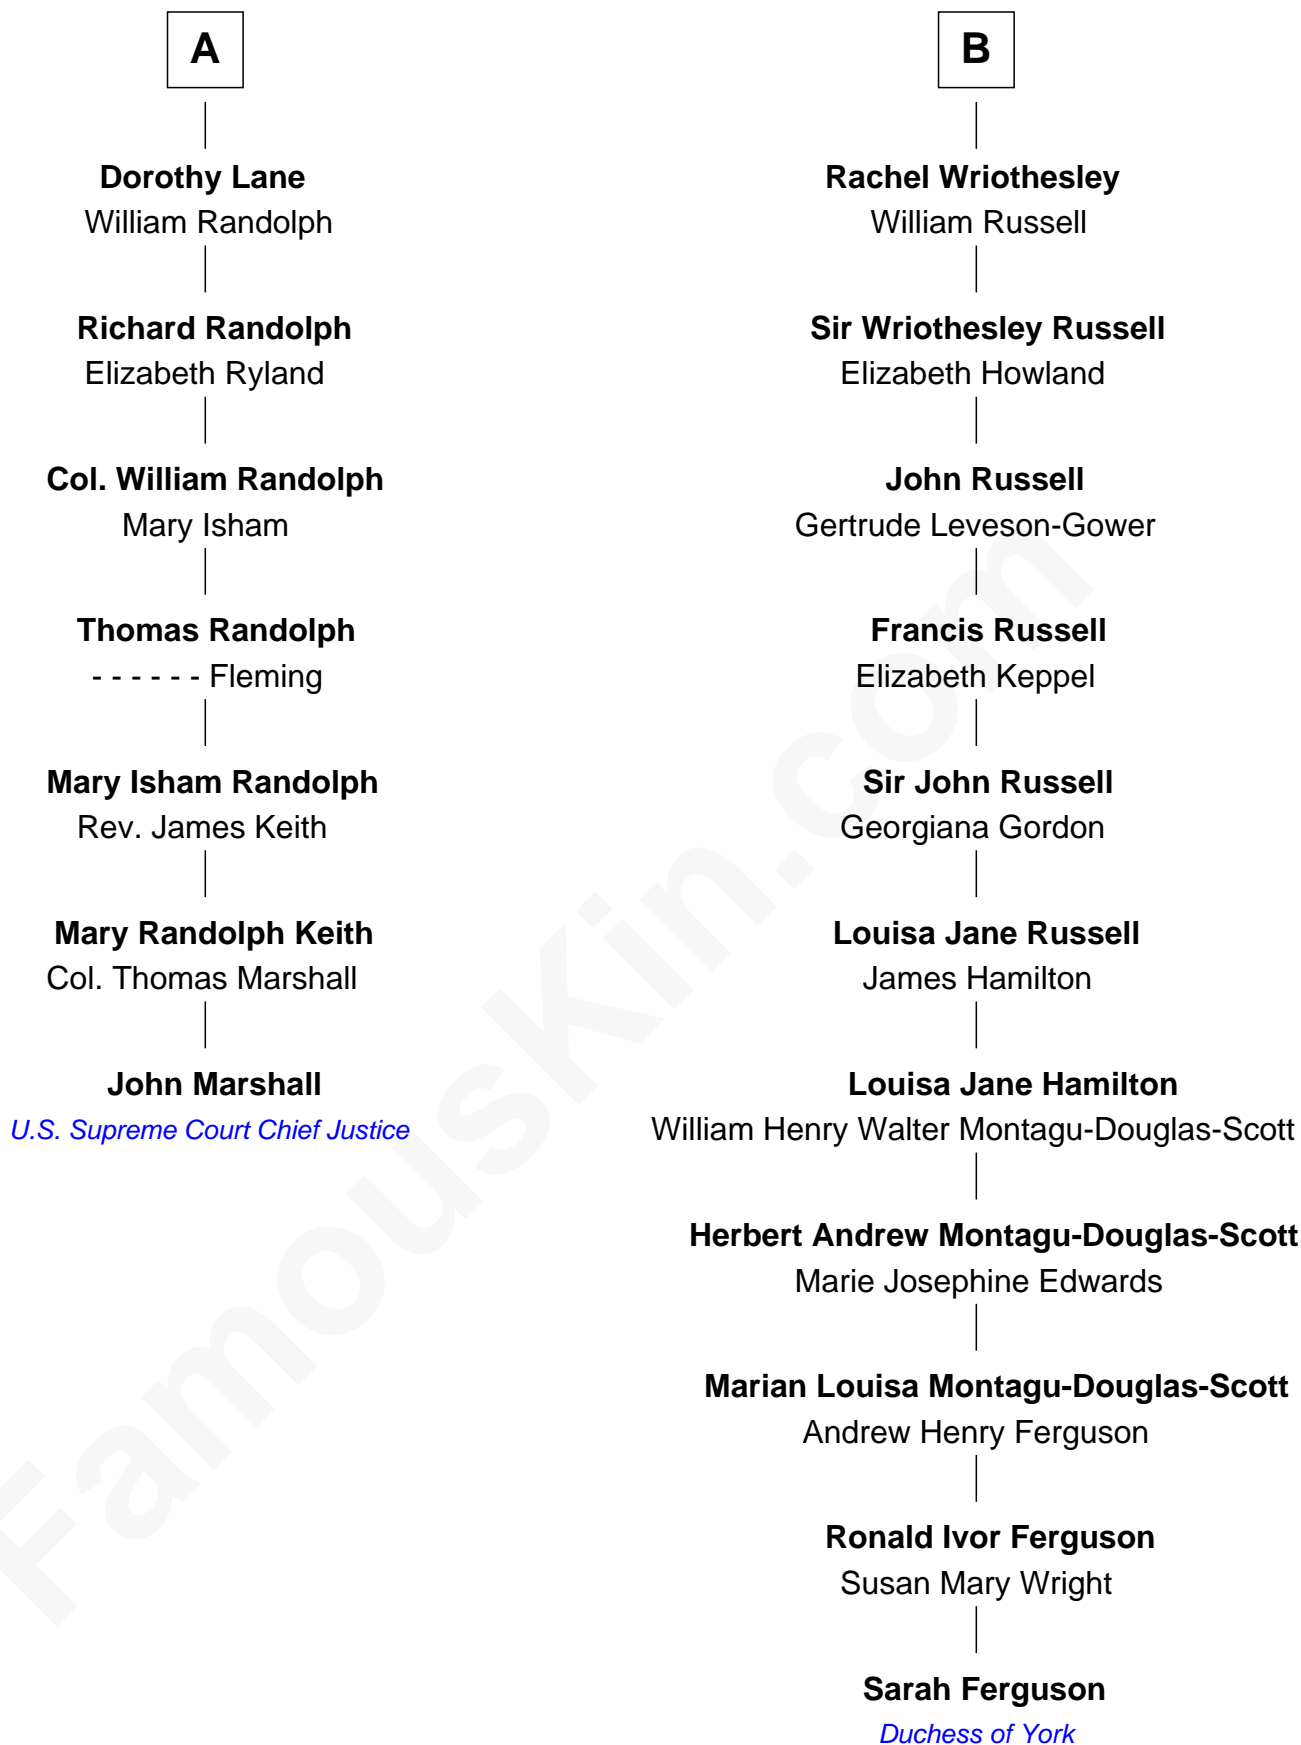 A
Dorothy Lane
William Randolph
Richard Randolph
Elizabeth Ryland
Col. William Randolph
Mary Isham
Thomas Randolph
- - - - - - Fleming
Mary Isham Randolph
Rev. James Keith
Mary Randolph Keith
Col. Thomas Marshall
John Marshall
U.S. Supreme Court Chief Justice
B
Rachel Wriothesley
William Russell
Sir Wriothesley Russell
Elizabeth Howland
John Russell
Gertrude Leveson-Gower
Francis Russell
Elizabeth Keppel
Sir John Russell
Georgiana Gordon
Louisa Jane Russell
James Hamilton
Louisa Jane Hamilton
William Henry Walter Montagu-Douglas-Scott
Herbert Andrew Montagu-Douglas-Scott
Marie Josephine Edwards
Marian Louisa Montagu-Douglas-Scott
Andrew Henry Ferguson
Ronald Ivor Ferguson
Susan Mary Wright
Sarah Ferguson
Duchess of York
FamousKin.com